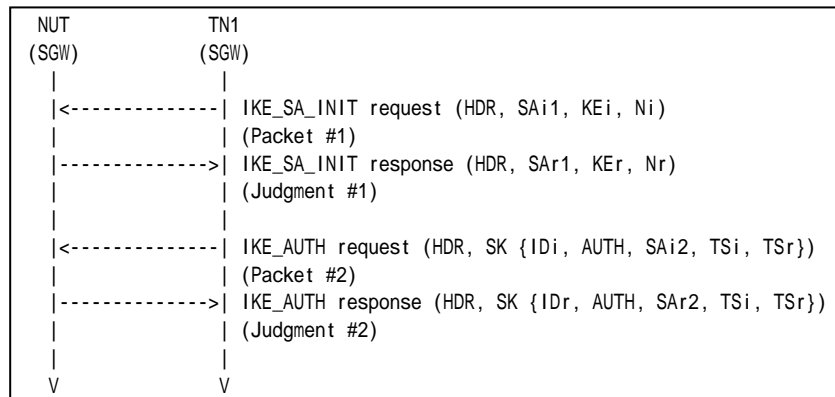 NUT TN1
(SGW) (SGW)
| |
|<--------------| IKE_SA_INIT request (HDR, SAi1, KEi, Ni)
| | (Packet #1)
|-------------->| IKE_SA_INIT response (HDR, SAr1, KEr, Nr)
| | (Judgment #1)
| |
|<--------------| IKE_AUTH request (HDR, SK {IDi, AUTH, SAi2, TSi, TSr})
| | (Packet #2)
|-------------->| IKE_AUTH response (HDR, SK {IDr, AUTH, SAr2, TSi, TSr})
| | (Judgment #2)
| |
V V